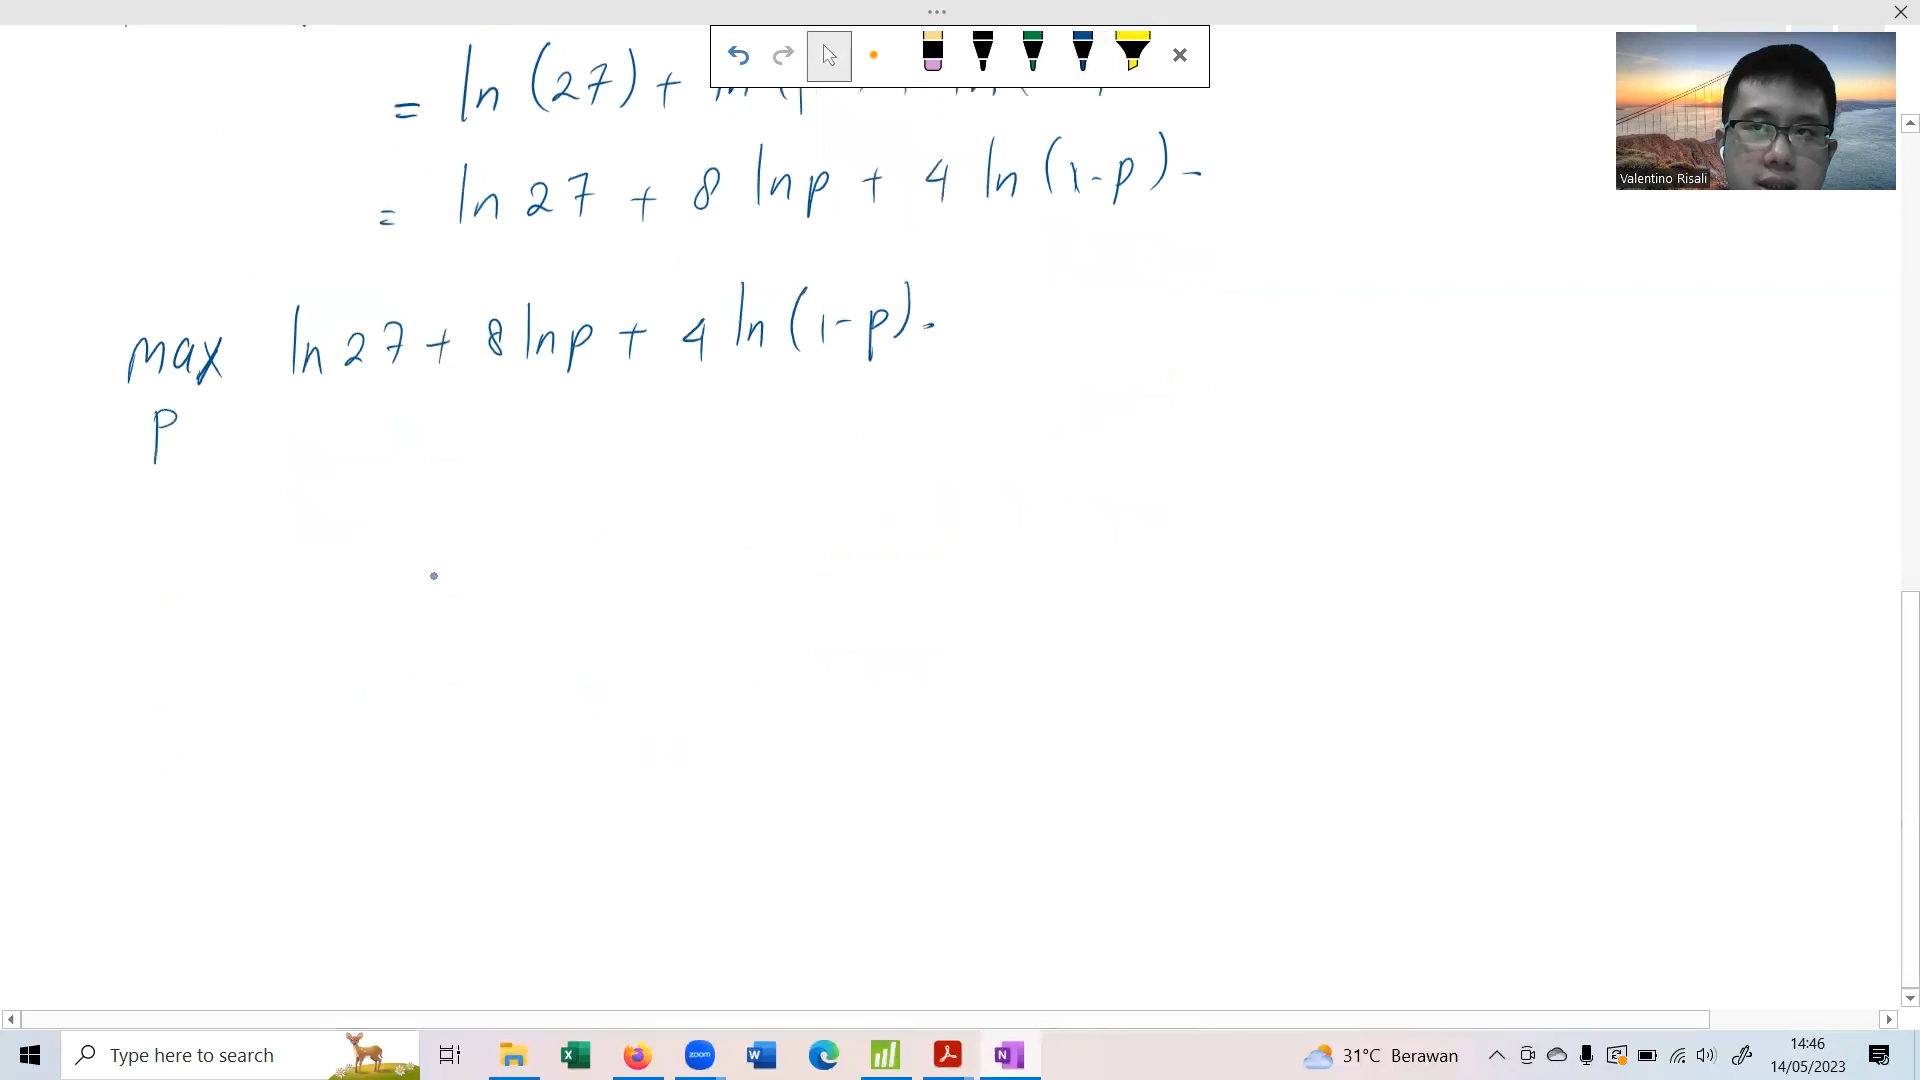 = ln (27) +
= ln 27 + 8 ln p + 4 ln (1-p) -
max ln 27 + 8 ln p + 4 ln (1-p) -
p
Valentino Risali
Type here to search
zoom
31°C Berawan
14:46
14/05/2023